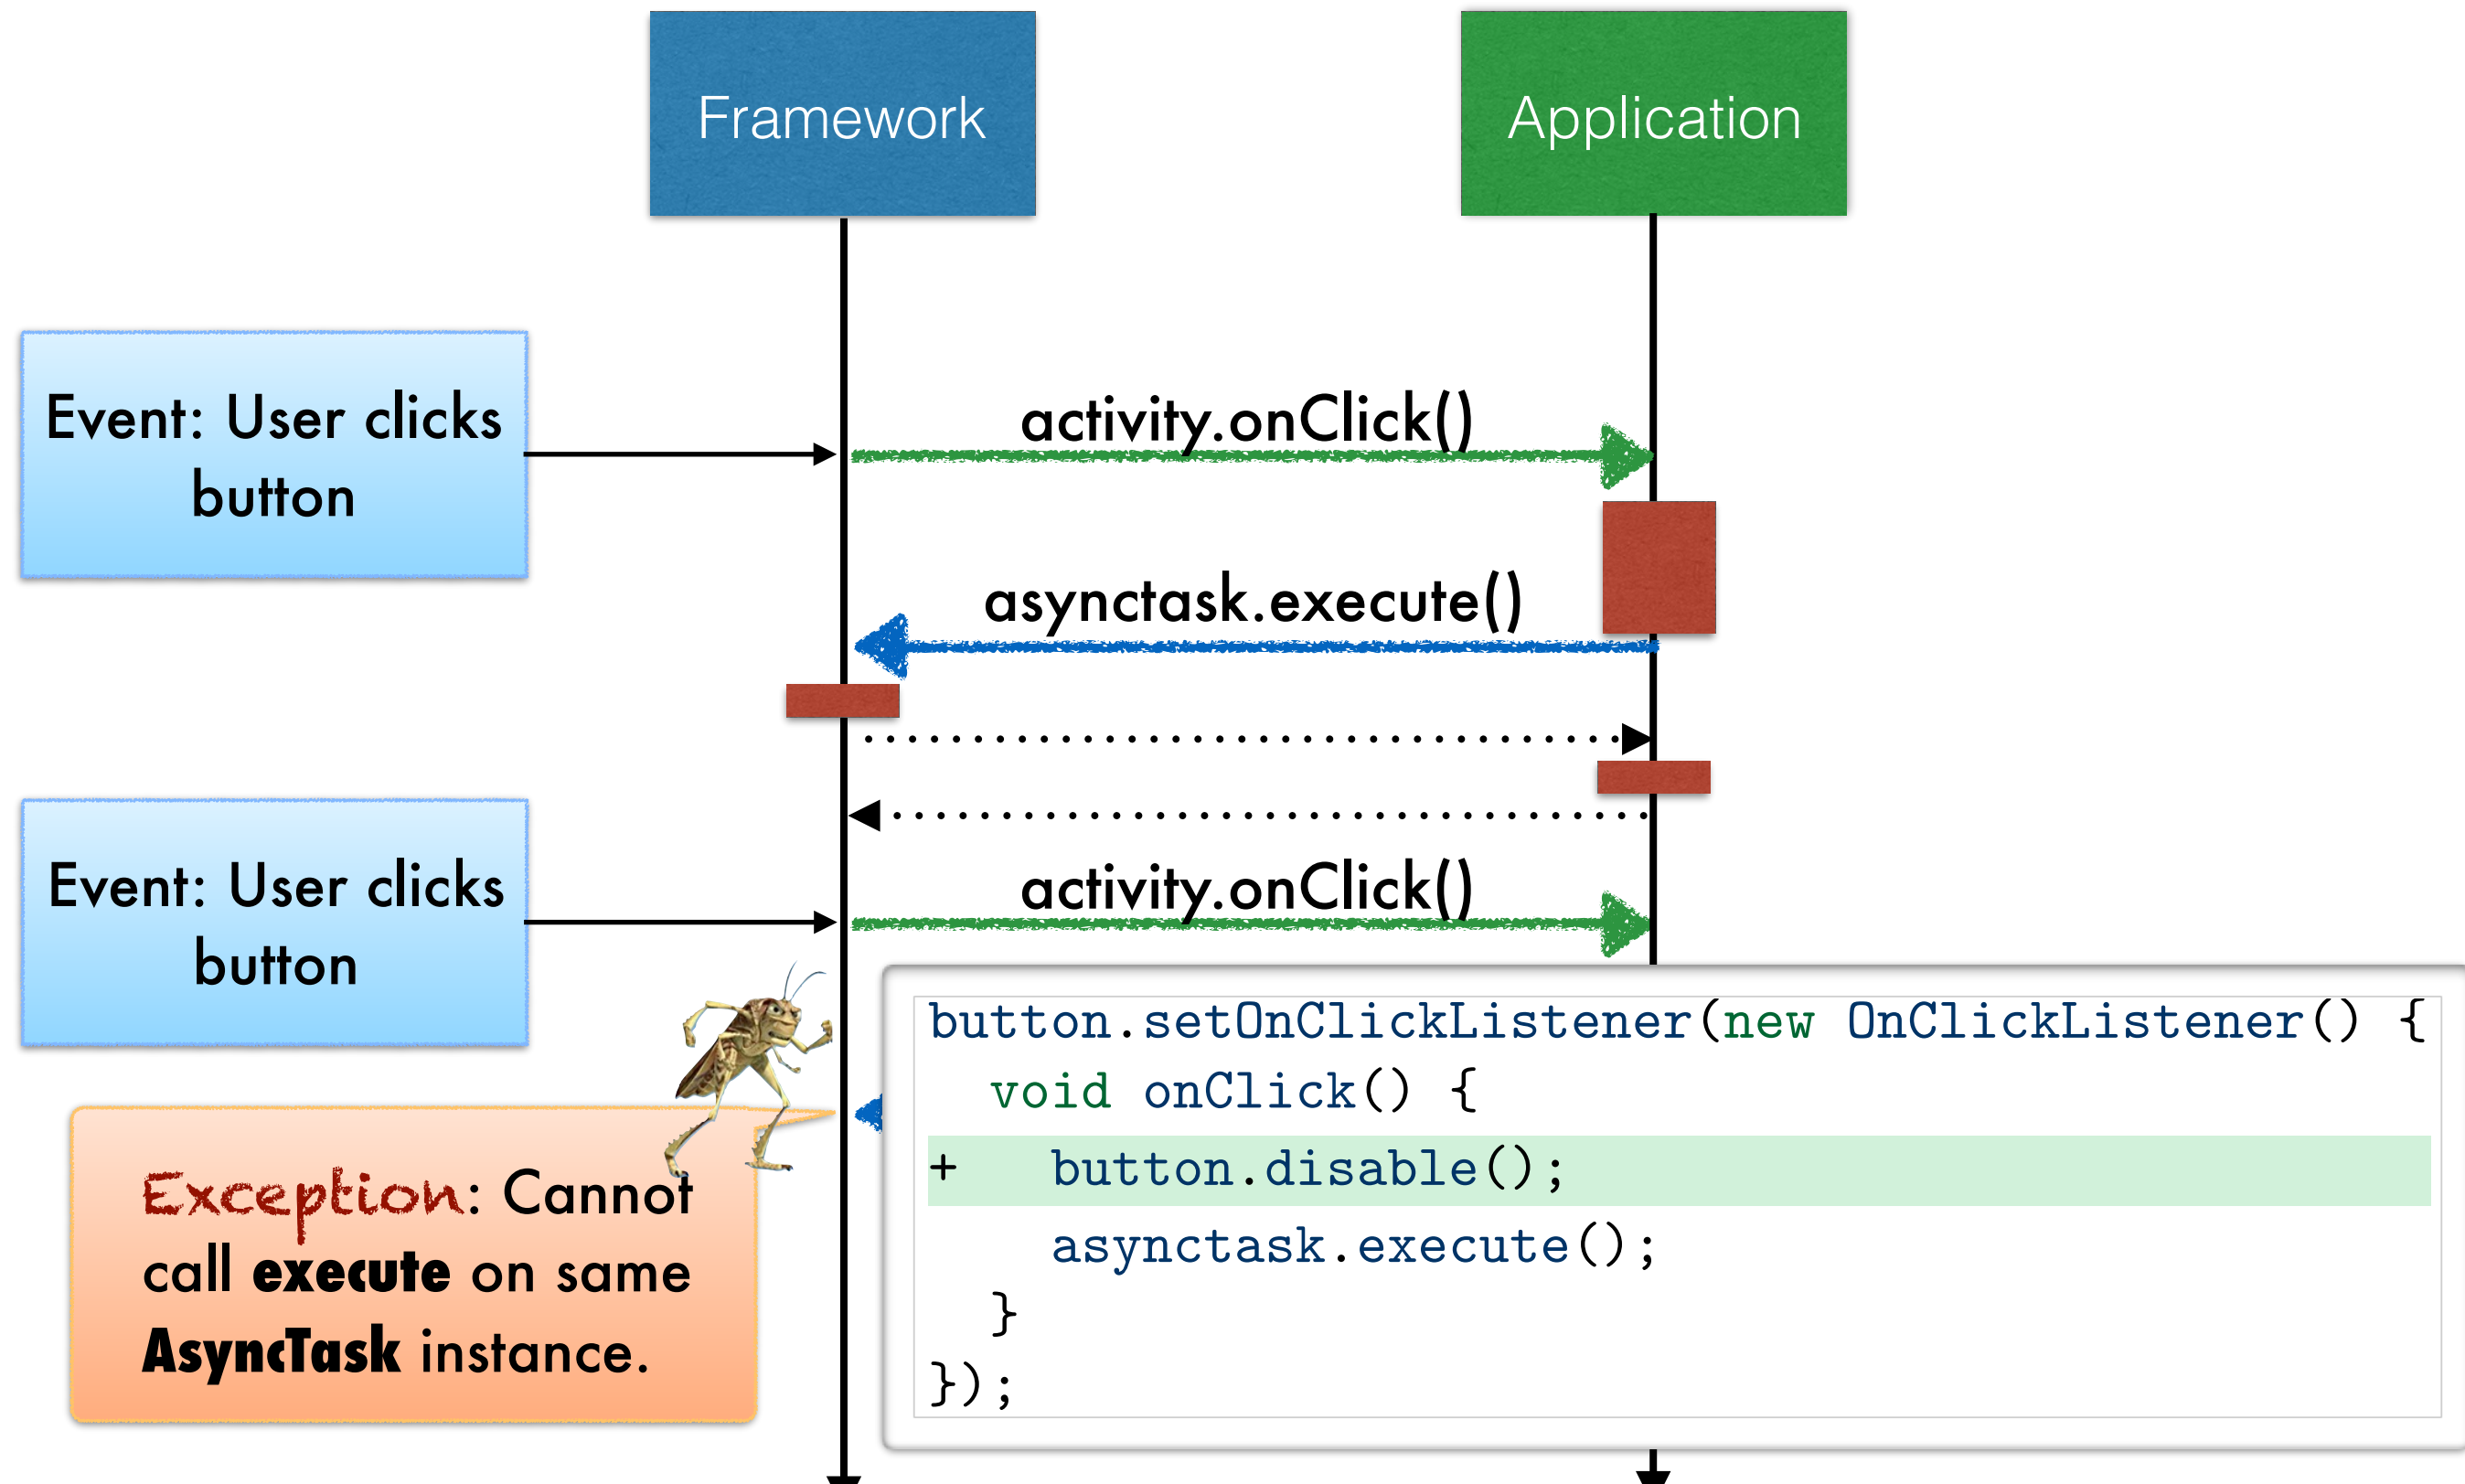 Framework
Application
Event: User clicks
button
activity.onClick()
asynctask.execute()
Event: User clicks
button
activity.onClick()
Exception: Cannot
call execute on same
AsyncTask instance.
button.setOnClickListener(new OnClickListener() {
  void onClick() {
+    button.disable();
    asynctask.execute();
  }
});